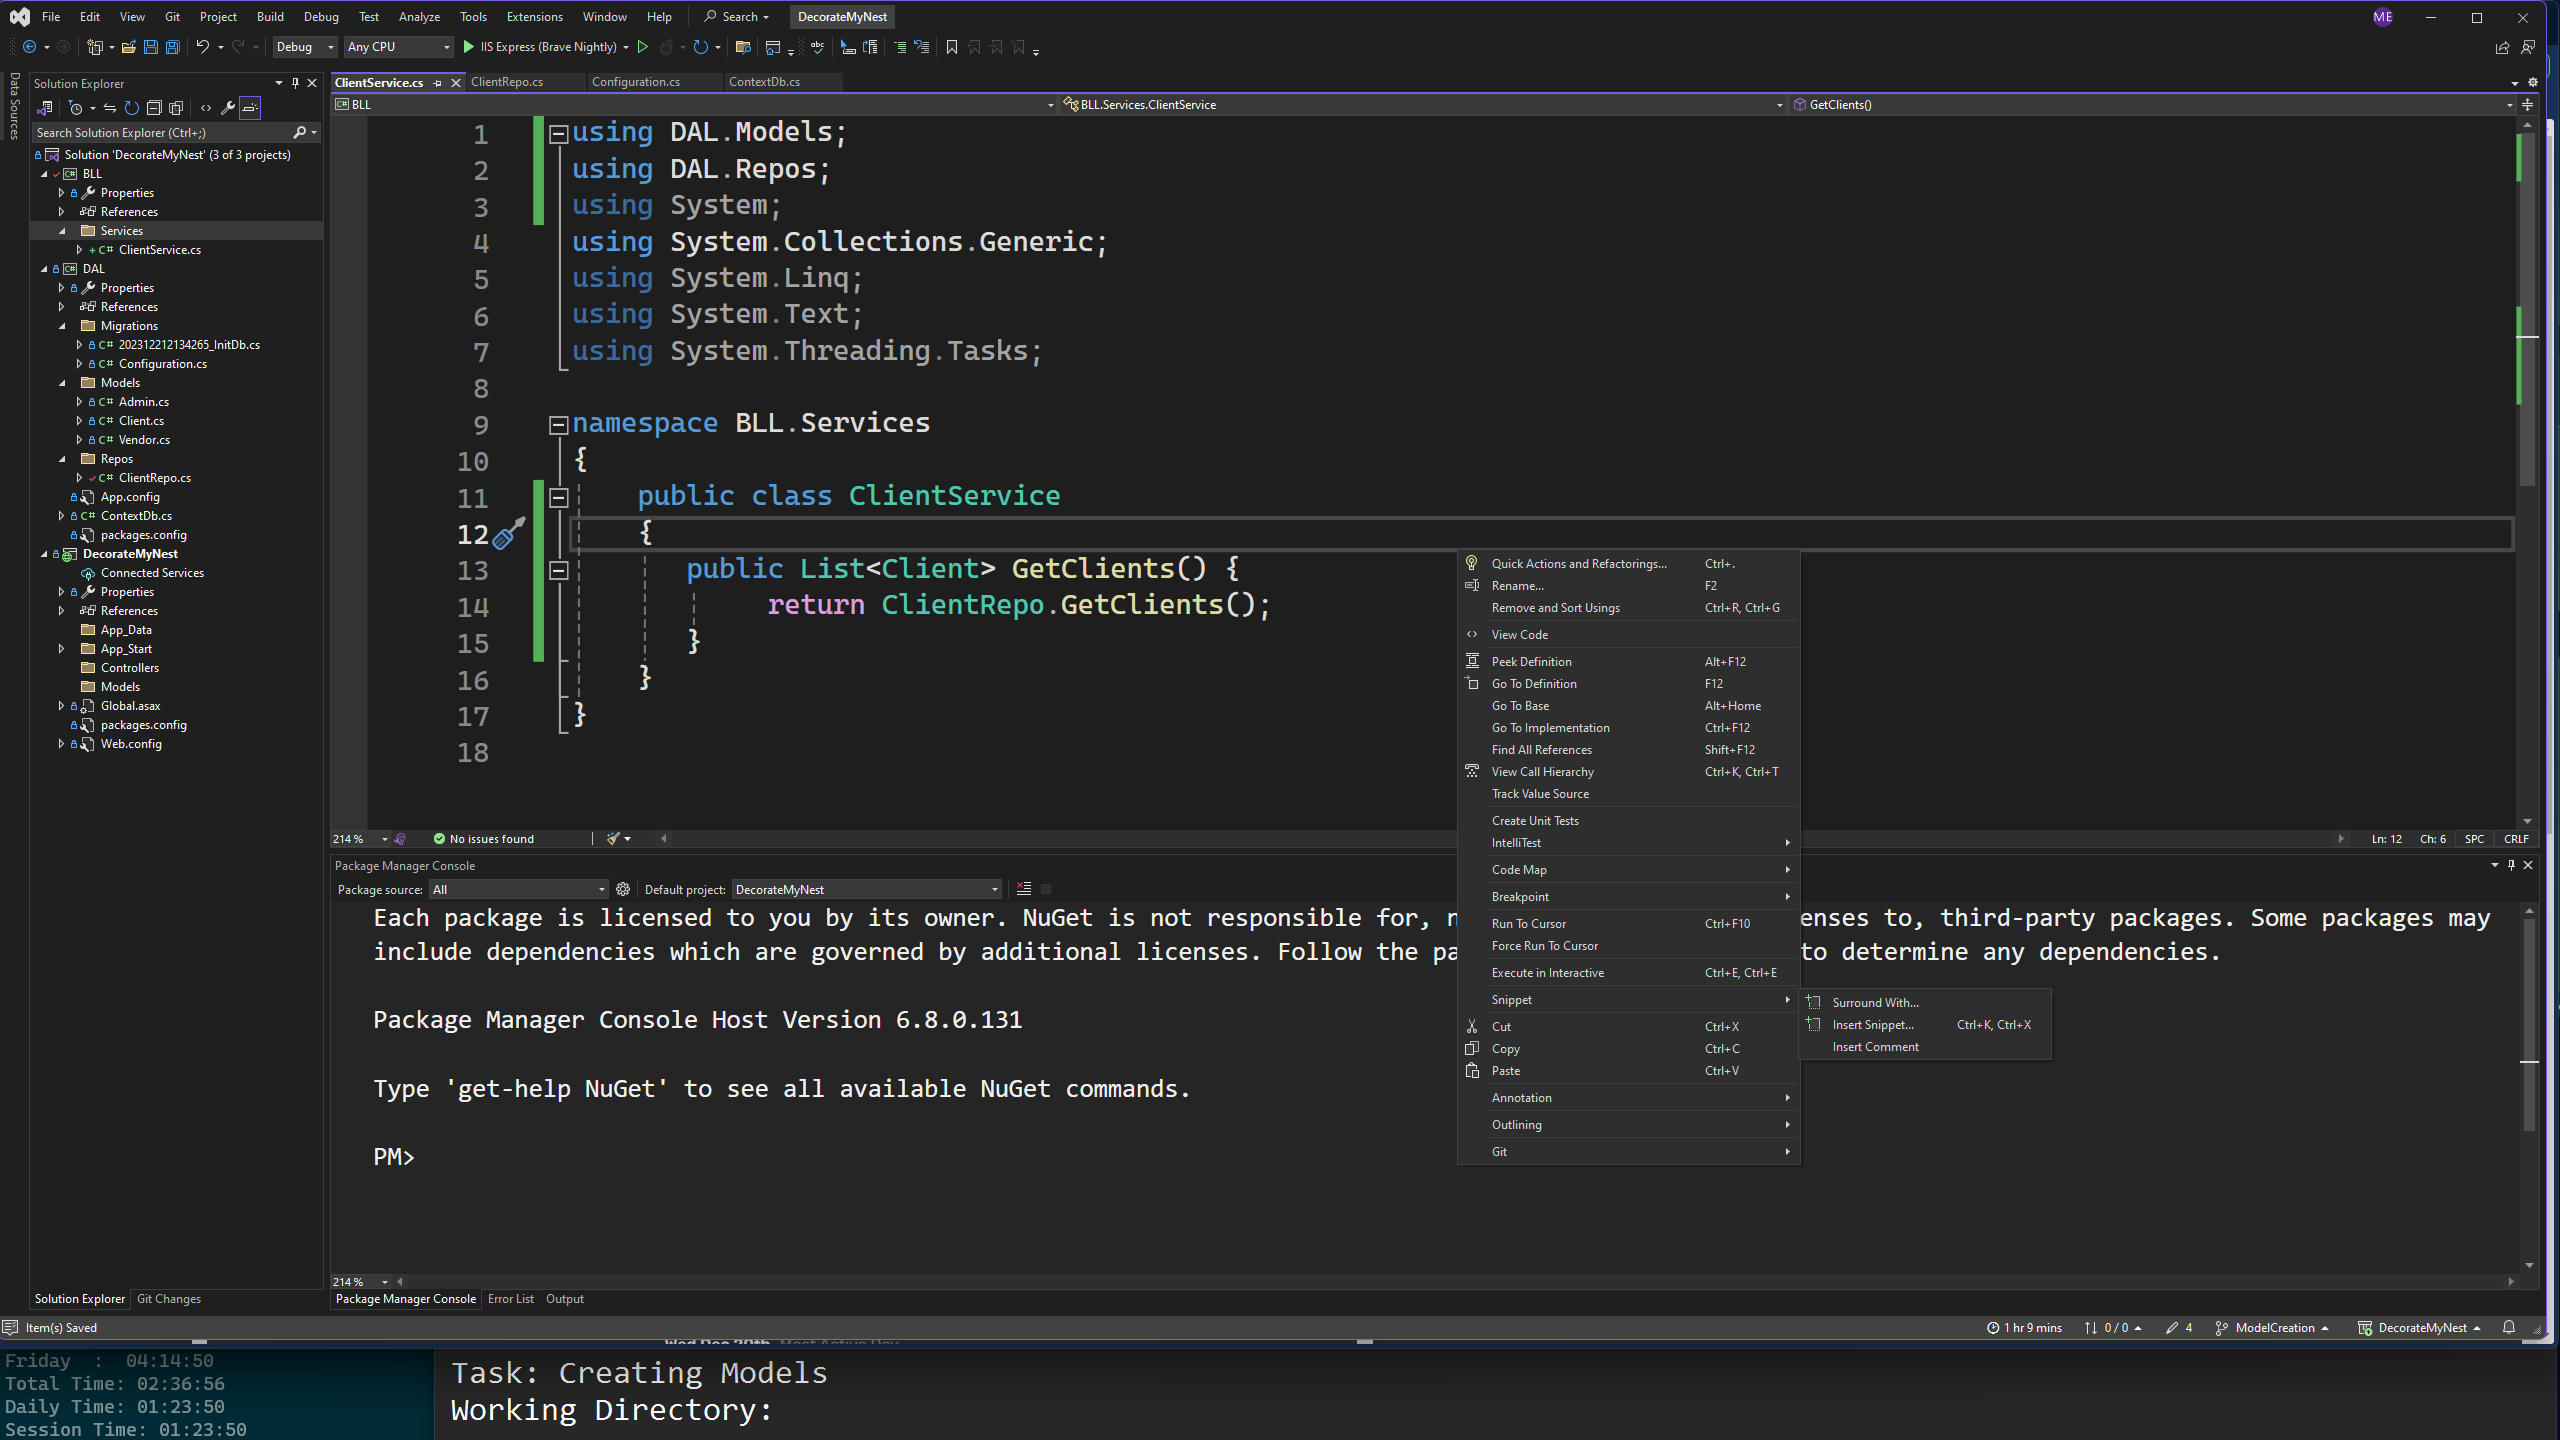 File Edit View Git Project Build Debug Test Analyze Tools Extensions Window Help Search DecorateMyNest ME
Debug Any CPU IIS Express (Brave Nightly)
Data Sources
Solution Explorer
Search Solution Explorer (Ctrl+;)
Solution 'DecorateMyNest' (3 of 3 projects)
BLL
Properties
References
Services
ClientService.cs
DAL
Properties
References
Migrations
202312212134265_InitDb.cs
Configuration.cs
Models
Admin.cs
Client.cs
Vendor.cs
Repos
ClientRepo.cs
App.config
ContextDb.cs
packages.config
DecorateMyNest
Connected Services
Properties
References
App_Data
App_Start
Controllers
Models
Global.asax
packages.config
Web.config
Solution Explorer Git Changes
ClientService.cs ClientRepo.cs Configuration.cs ContextDb.cs
BLL BLL.Services.ClientService GetClients()
1 using DAL.Models;
2 using DAL.Repos;
3 using System;
4 using System.Collections.Generic;
5 using System.Linq;
6 using System.Text;
7 using System.Threading.Tasks;
8
9 namespace BLL.Services
10 {
11 public class ClientService
12 {
13 public List<Client> GetClients() {
14 return ClientRepo.GetClients();
15 }
16 }
17 }
18
214 % No issues found Ln: 12 Ch: 6 SPC CRLF
Quick Actions and Refactorings... Ctrl+.
Rename... F2
Remove and Sort Usings Ctrl+R, Ctrl+G
View Code
Peek Definition Alt+F12
Go To Definition F12
Go To Base Alt+Home
Go To Implementation Ctrl+F12
Find All References Shift+F12
View Call Hierarchy Ctrl+K, Ctrl+T
Track Value Source
Create Unit Tests
IntelliTest
Code Map
Breakpoint
Run To Cursor Ctrl+F10
Force Run To Cursor
Execute in Interactive Ctrl+E, Ctrl+E
Snippet
Cut Ctrl+X
Copy Ctrl+C
Paste Ctrl+V
Annotation
Outlining
Git
Surround With...
Insert Snippet... Ctrl+K, Ctrl+X
Insert Comment
Package Manager Console
Package source: All Default project: DecorateMyNest
Each package is licensed to you by its owner. NuGet is not responsible for, n enses to, third-party packages. Some packages may
include dependencies which are governed by additional licenses. Follow the pa to determine any dependencies.
Package Manager Console Host Version 6.8.0.131
Type 'get-help NuGet' to see all available NuGet commands.
PM>
214 %
Package Manager Console Error List Output
Item(s) Saved 1 hr 9 mins 0 / 0 4 ModelCreation DecorateMyNest
Friday : 04:14:50
Total Time: 02:36:56
Daily Time: 01:23:50
Session Time: 01:23:50
Task: Creating Models
Working Directory: